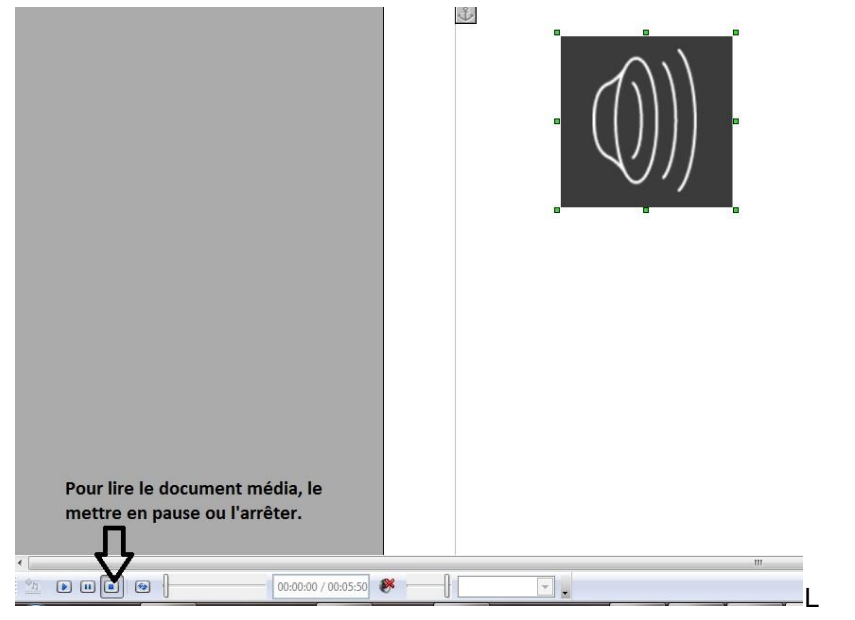 Pour lire le document média, le
mettre en pause ou l'arrêter.
00:00:00 / 00:05:50
L